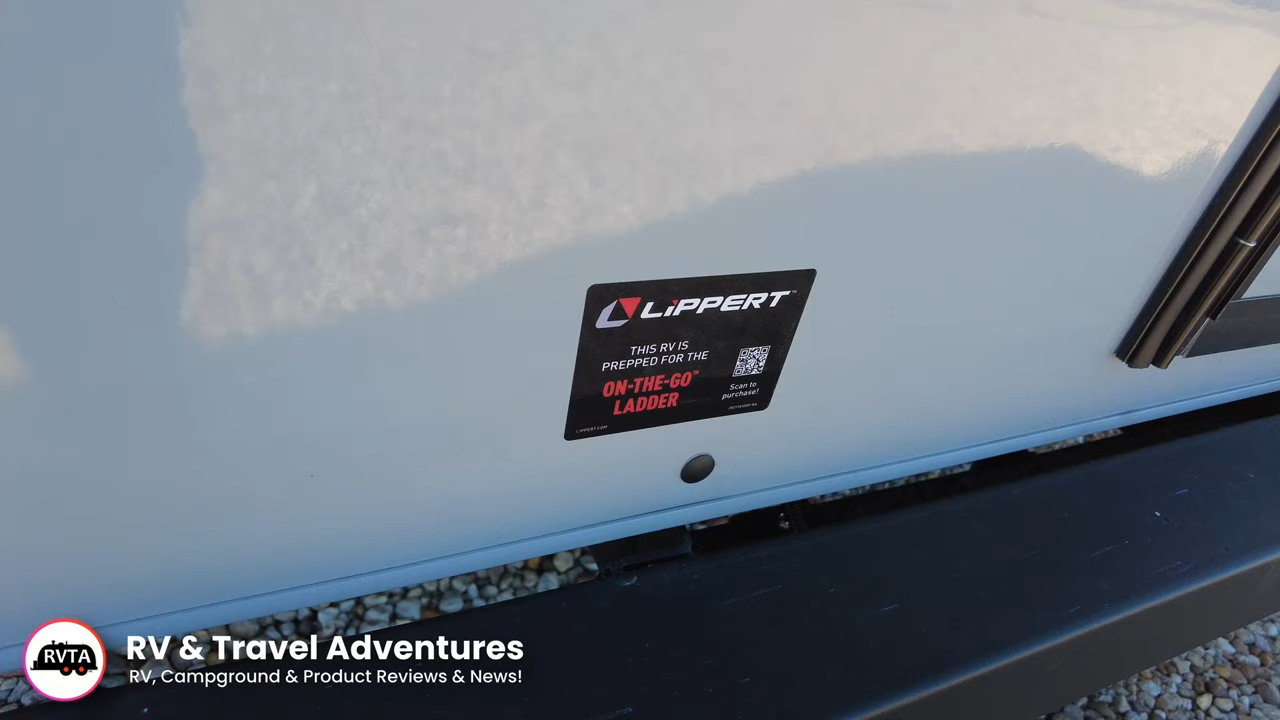 LiPPERT™
THIS RV IS
PREPPED FOR THE
ON-THE-GO™
LADDER
Scan to
purchase!
LIPPERT.COM
RVTA
RV & Travel Adventures
RV, Campground & Product Reviews & News!